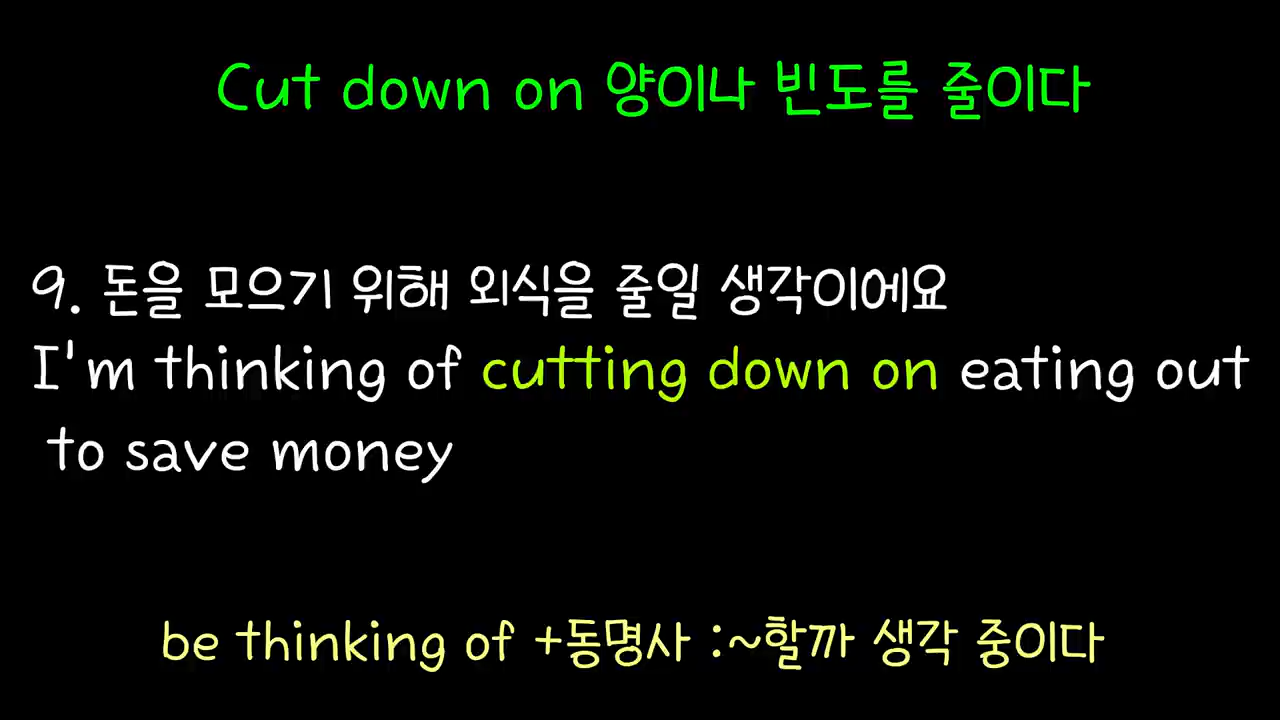 Cut down on 양이나 빈도를 줄이다
9. 돈을 모으기 위해 외식을 줄일 생각이에요
I'm thinking of cutting down on eating out
to save money
be thinking of +동명사 :~할까 생각 중이다